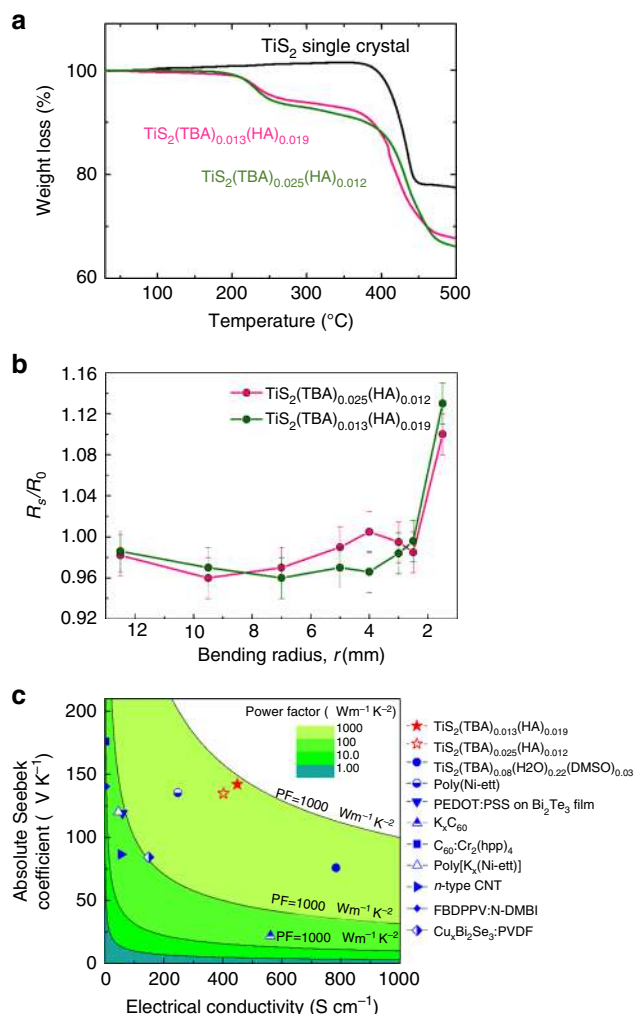 a
TiS2 single crystal
TiS2(TBA)0.013(HA)0.019
TiS2(TBA)0.025(HA)0.012
100
80
60
Weight loss (%)
100 200 300 400 500
Temperature (°C)
b
1.16
1.12
1.08
1.04
1.00
0.96
0.92
Rs/R0
TiS2(TBA)0.025(HA)0.012
TiS2(TBA)0.013(HA)0.019
12 10 8 6 4 2
Bending radius, r(mm)
c
200
150
100
50
0
Absolute Seebek
coefficient ( V K−1)
Power factor ( Wm−1 K−2)
1000
100
10.0
1.00
PF=1000 Wm−1K−2
PF=1000 Wm−1K−2
PF=1000 Wm−1K−2
0 200 400 600 800 1000
Electrical conductivity (S cm−1)
TiS2(TBA)0.013(HA)0.019
TiS2(TBA)0.025(HA)0.012
TiS2(TBA)0.08(H2O)0.22(DMSO)0.03
Poly(Ni-ett)
PEDOT:PSS on Bi2Te3 film
KxC60
C60:Cr2(hpp)4
Poly[Kx(Ni-ett)]
n-type CNT
FBDPPV:N-DMBI
CuxBi2Se3:PVDF